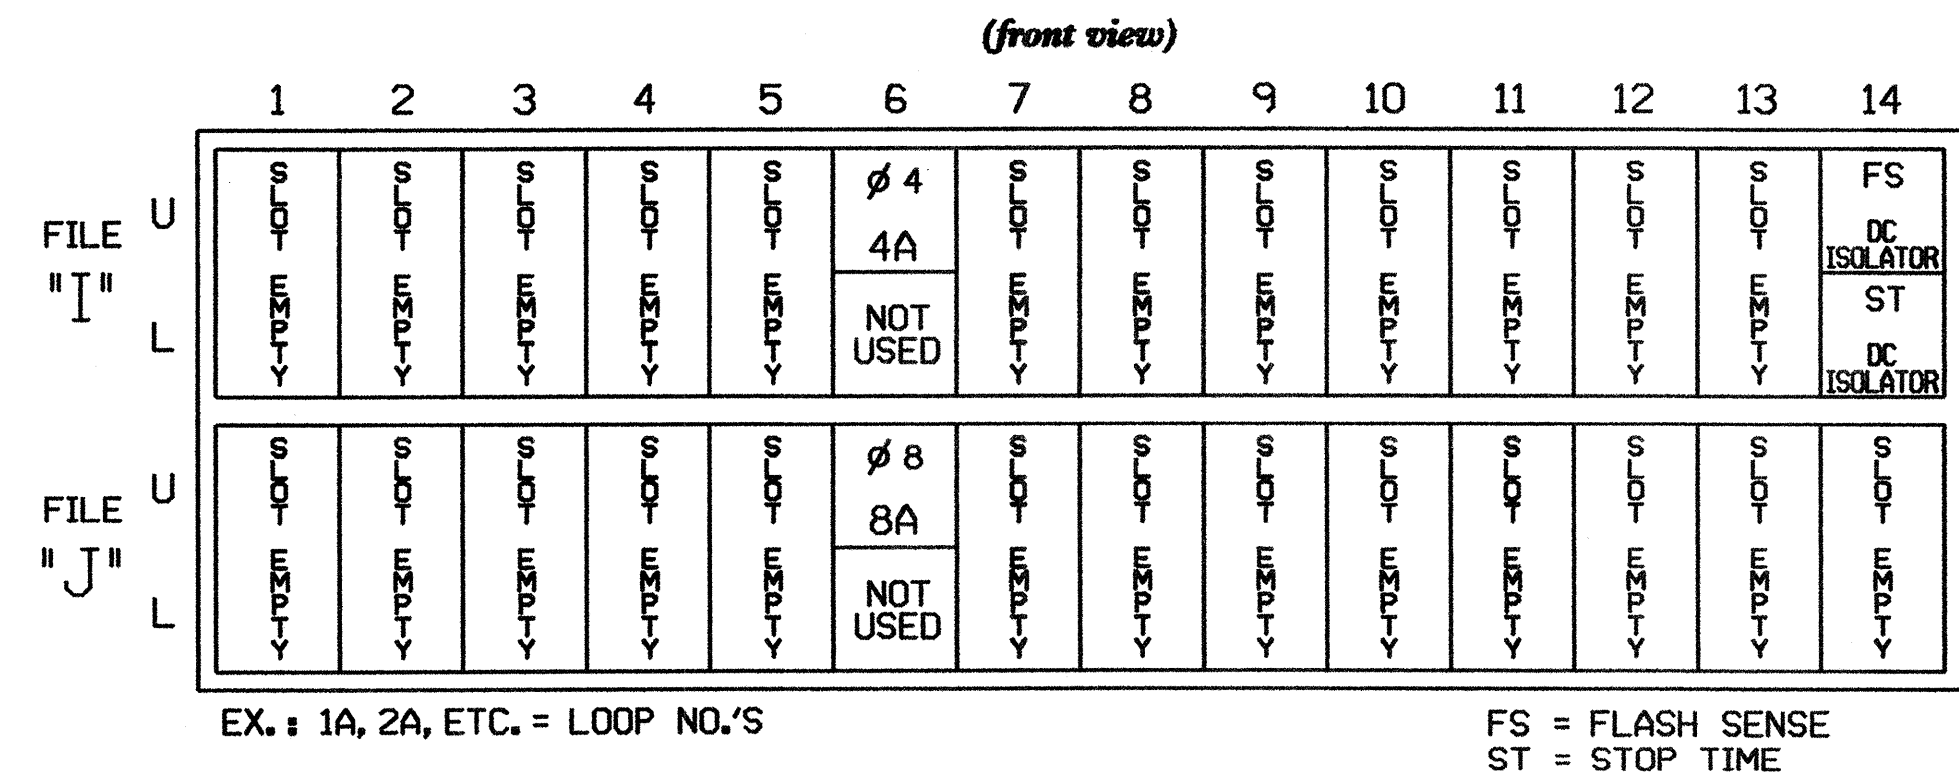 (front view)
1 2 3 4 5 6 7 8 9 10 11 12 13 14
FILE "I"
U
L
SLOT EMPTY
SLOT EMPTY
SLOT EMPTY
SLOT EMPTY
SLOT EMPTY
Ø 4
4A
NOT
USED
SLOT EMPTY
SLOT EMPTY
SLOT EMPTY
SLOT EMPTY
SLOT EMPTY
SLOT EMPTY
SLOT EMPTY
FS
DC
ISOLATOR
ST
DC
ISOLATOR
FILE "J"
U
L
SLOT EMPTY
SLOT EMPTY
SLOT EMPTY
SLOT EMPTY
SLOT EMPTY
Ø 8
8A
NOT
USED
SLOT EMPTY
SLOT EMPTY
SLOT EMPTY
SLOT EMPTY
SLOT EMPTY
SLOT EMPTY
SLOT EMPTY
SLOT EMPTY
EX.: 1A, 2A, ETC. = LOOP NO.'S
FS = FLASH SENSE
ST = STOP TIME